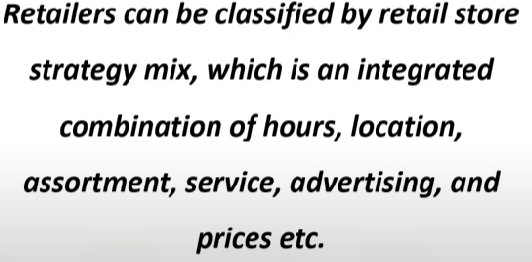 Retailers can be classified by retail store
strategy mix, which is an integrated
combination of hours, location,
assortment, service, advertising, and
prices etc.